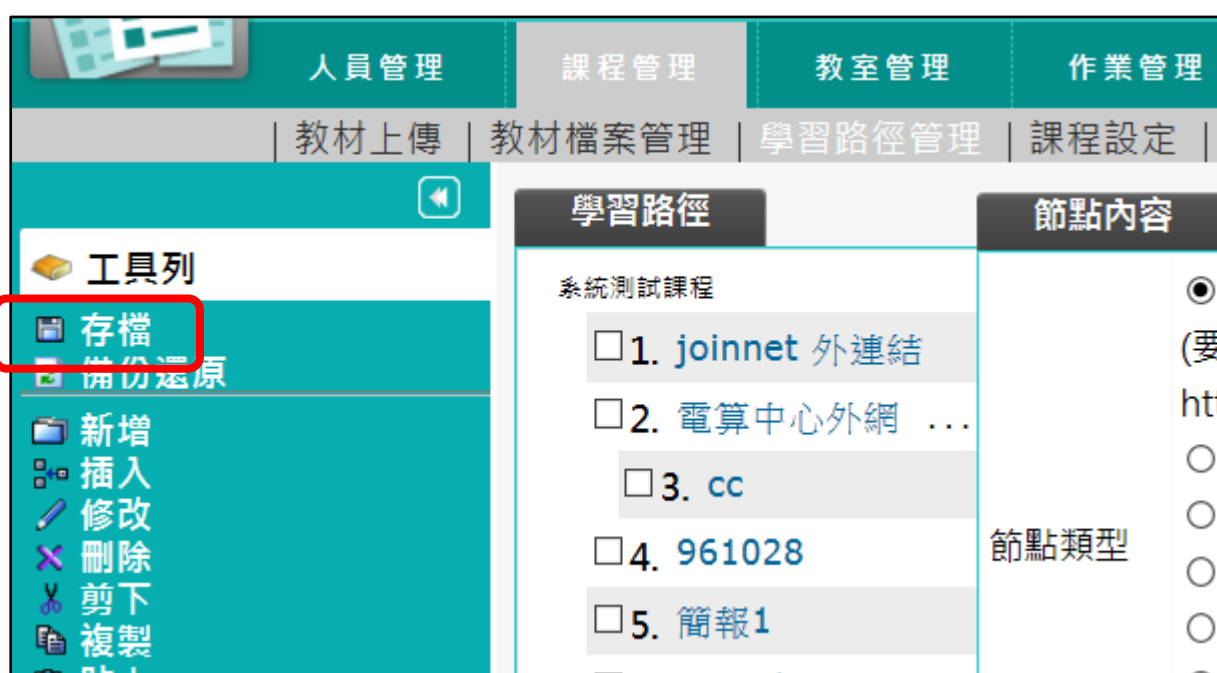 人員管理 課程管理 教室管理 作業管理
| 教材上傳 | 教材檔案管理 | 學習路徑管理 | 課程設定 |
工具列
存檔
備份還原
新增
插入
修改
刪除
剪下
複製
學習路徑
系統測試課程
1. joinnet 外連結
2. 電算中心外網 ...
3. cc
4. 961028
5. 簡報1
節點內容
(要
htt
節點類型